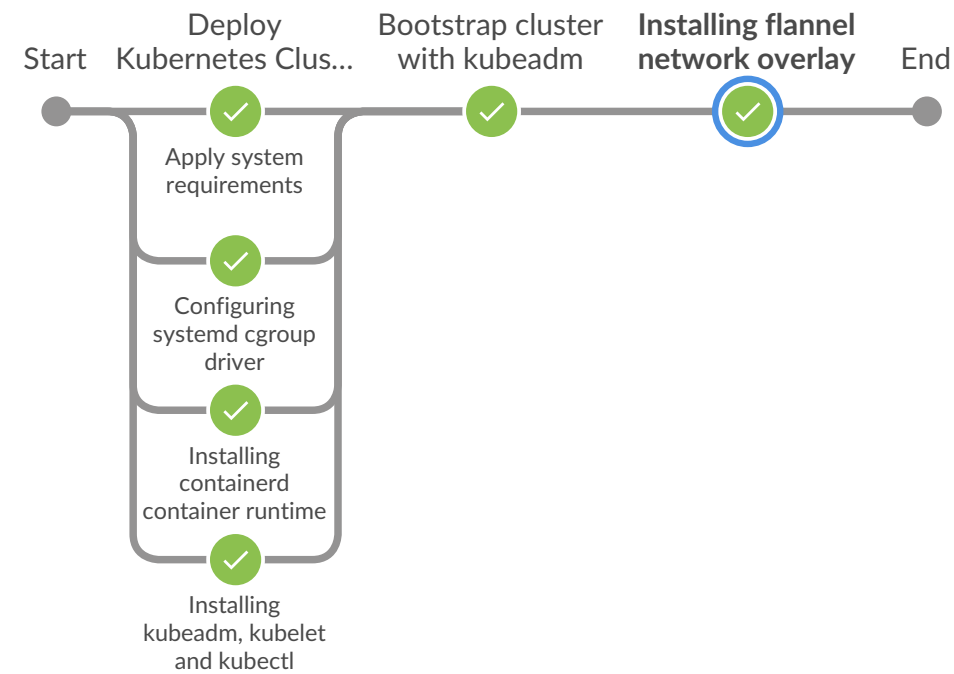 Start
Deploy
Kubernetes Clus...
Bootstrap cluster
with kubeadm
Installing flannel
network overlay
End
Apply system
requirements
Configuring
systemd cgroup
driver
Installing
containerd
container runtime
Installing
kubeadm, kubelet
and kubectl